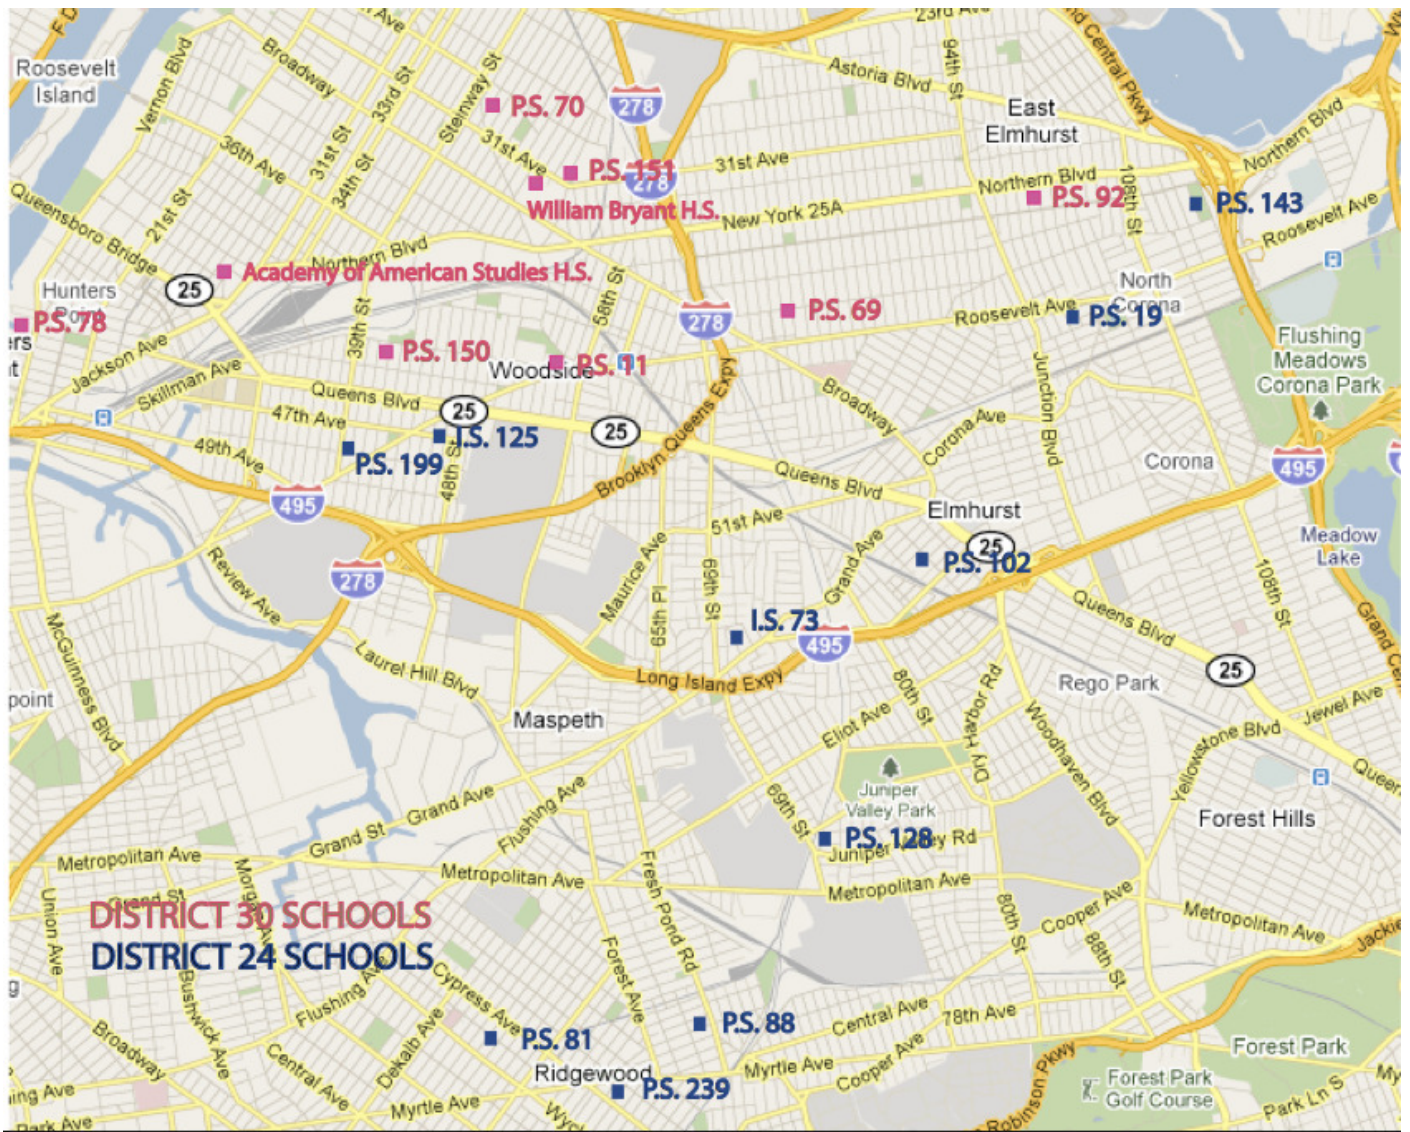 23rd Ave
Roosevelt
Island
Vernon Blvd
Broadway
33rd St
Steinway St
P.S. 70
278
Astoria Blvd
94th St
East
Elmhurst
Northern Blvd
36th Ave
31st St
34th St
31st Ave
P.S. 151
278
31st Ave
Northern Blvd
108th St
P.S. 92
P.S. 143
Roosevelt Ave
Queensboro Bridge
21st St
William Bryant H.S.
New York 25A
Northern Blvd
Academy of American Studies H.S.
25
Hunters
Point
P.S. 78
58th St
39th St
278
P.S. 69
Roosevelt Ave
North
Corona
P.S. 19
Flushing
Meadows
Corona Park
Jackson Ave
Skillman Ave
P.S. 150
Woodside
P.S. 11
Queens Blvd
25
47th Ave
25
Brooklyn Queens Expy
Broadway
Junction Blvd
Corona Ave
49th Ave
P.S. 199
I.S. 125
48th St
Queens Blvd
Corona
495
495
51st Ave
Elmhurst
25
P.S. 102
Meadow
Lake
Review Ave
278
Maurice Ave
65th Pl
69th St
Grand Ave
I.S. 73
495
Queens Blvd
108th St
25
McGuinness Blvd
Laurel Hill Blvd
Long Island Expy
80th St
Dry Harbor Rd
Rego Park
point
Maspeth
Eliot Ave
Woodhaven Blvd
Yellowstone Blvd
Jewel Ave
Juniper
Valley Park
69th St
Grand Ave
Flushing Ave
Grand St
Forest Hills
P.S. 128
Metropolitan Ave
Metropolitan Ave
Metropolitan Ave
Union Ave
Grand St
Fresh Pond Rd
80th St
Cooper Ave
Metropolitan Ave
88th St
DISTRICT 30 SCHOOLS
DISTRICT 24 SCHOOLS
Bushwick Ave
Flushing Ave
Cypress Ave
Forest Ave
Broadway
Central Ave
Dekalb Ave
P.S. 81
P.S. 88
Central Ave
78th Ave
Ridgewood
P.S. 239
Myrtle Ave
Cooper Ave
Forest Park
Forest Park
Golf Course
Myrtle Ave
Park Ln S
Robinson Pkwy